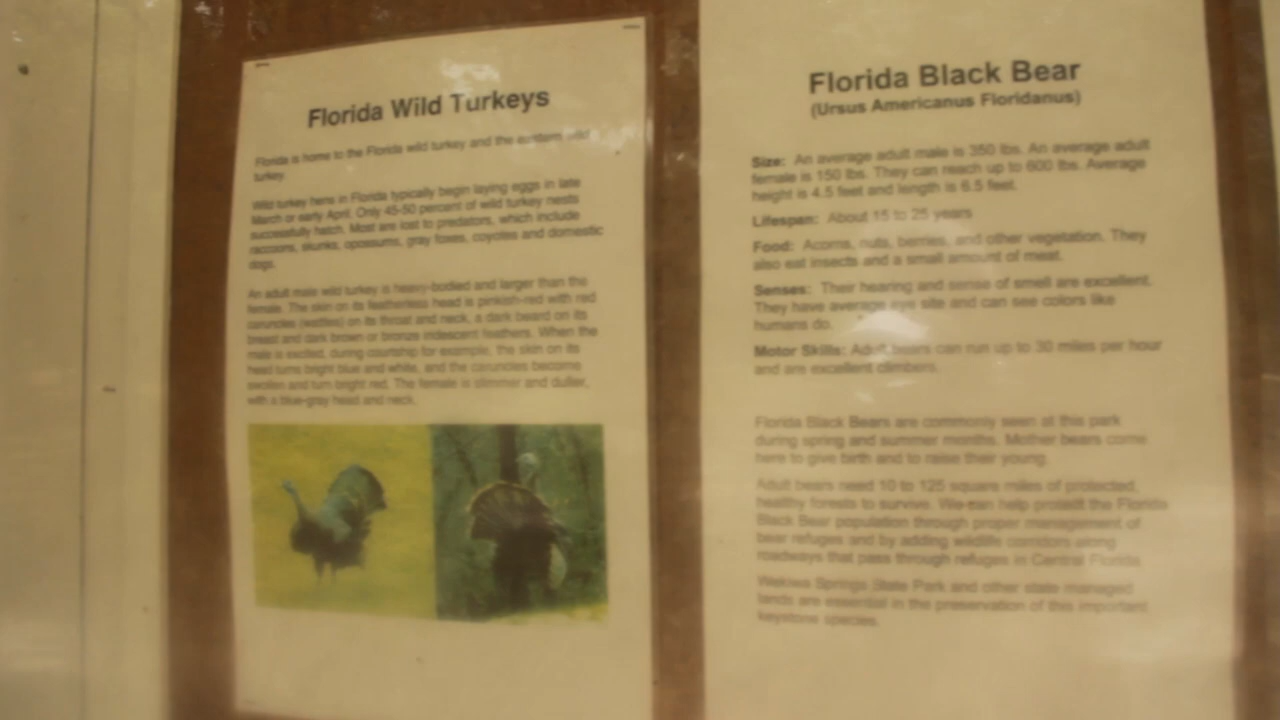 Florida Wild Turkeys
Florida is home to the Florida wild turkey and the eastern wild
turkey.
Wild turkey hens in Florida typically begin laying eggs in late
March or early April. Only 45-50 percent of wild turkey nests
successfully hatch. Most are lost to predators, which include
raccoons, skunks, opossums, gray foxes, coyotes and domestic
dogs.
An adult male wild turkey is heavy-bodied and larger than the
female. The skin on its featherless head is pinkish-red with red
caruncles (wattles) on its throat and neck, a dark beard on its
breast and dark brown or bronze iridescent feathers. When the
male is excited, during courtship for example, the skin on its
head turns bright blue and white, and the caruncles become
swollen and turn bright red. The female is slimmer and duller,
with a blue-gray head and neck.
Florida Black Bear
(Ursus Americanus Floridanus)
Size: An average adult male is 350 lbs. An average adult
female is 150 lbs. They can reach up to 600 lbs. Average
height is 4.5 feet and length is 6.5 feet.
Lifespan: About 15 to 25 years
Food: Acorns, nuts, berries, and other vegetation. They
also eat insects and a small amount of meat.
Senses: Their hearing and sense of smell are excellent.
They have average eye site and can see colors like
humans do.
Motor Skills: Adult bears can run up to 30 miles per hour
and are excellent climbers.
Florida Black Bears are commonly seen at this park
during spring and summer months. Mother bears come
here to give birth and to raise their young.
Adult bears need 10 to 125 square miles of protected,
healthy forests to survive. We can help protect the Florida
Black Bear population through proper management of
bear refuges and by adding wildlife corridors along
roadways that pass through refuges in Central Florida.
Wekiwa Springs State Park and other state managed
lands are essential in the preservation of this important
keystone species.